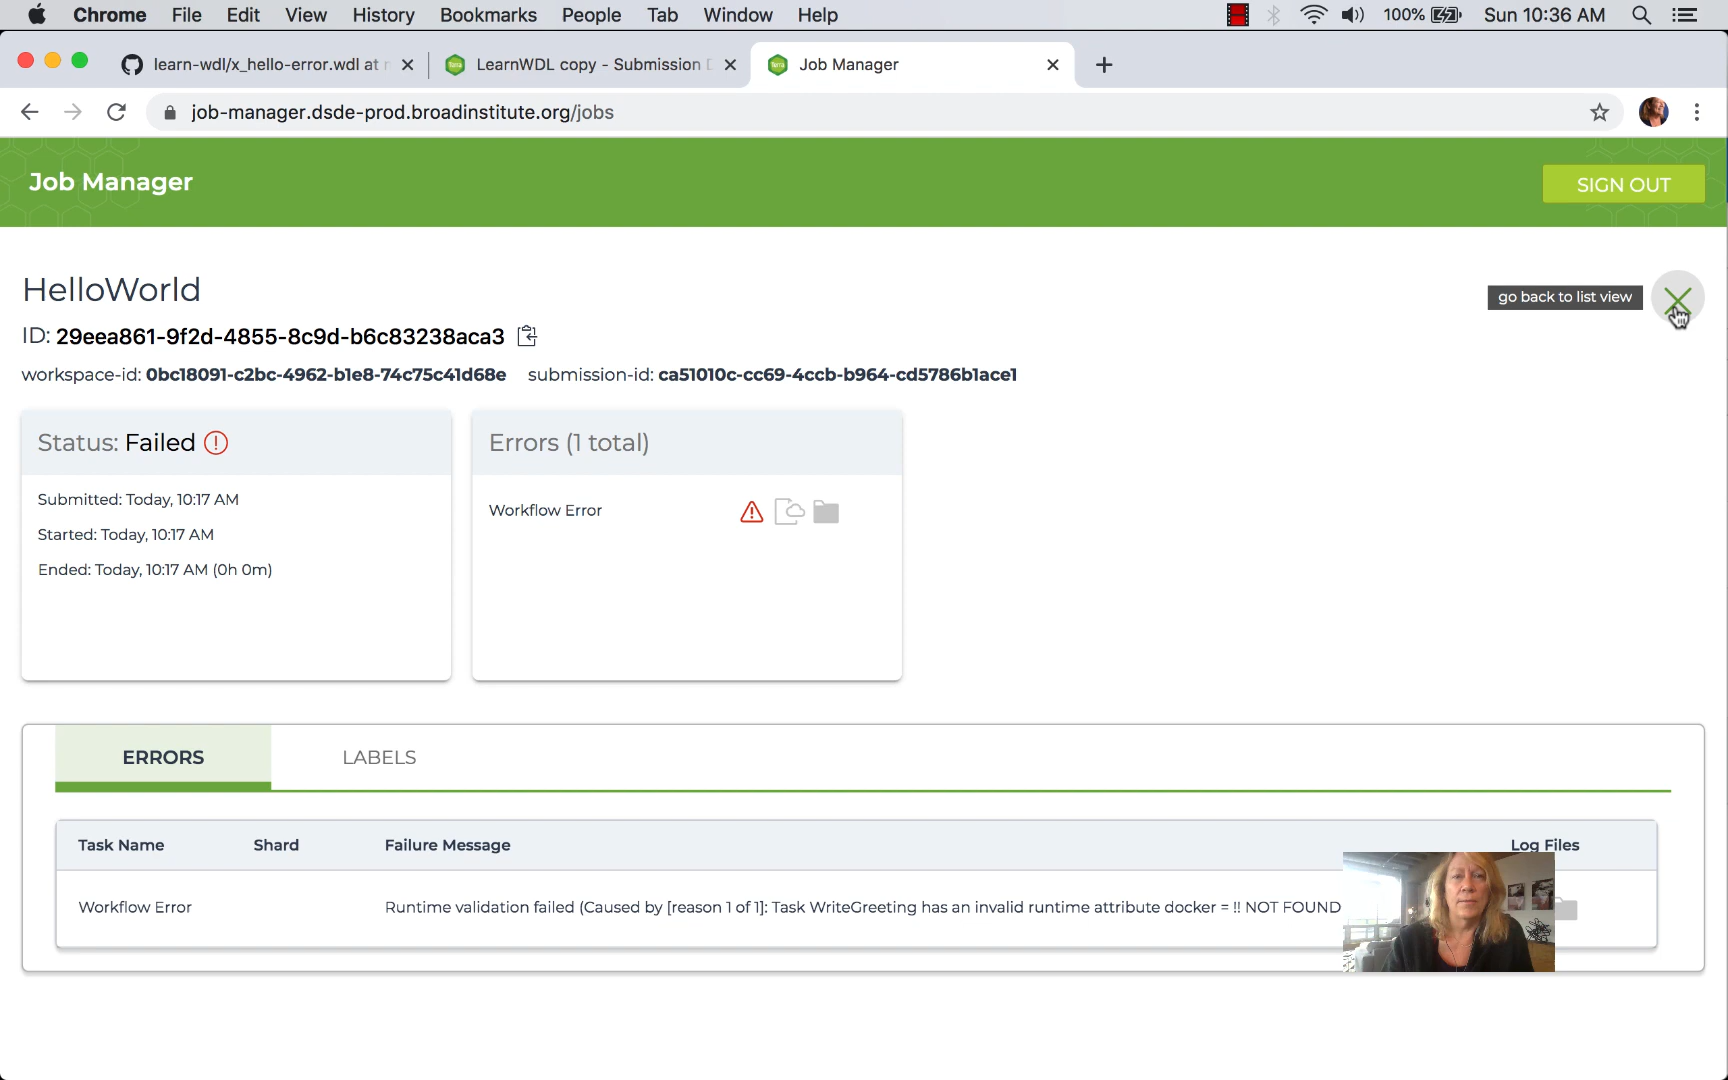 Chrome File Edit View History Bookmarks People Tab Window Help 100% Sun 10:36 AM
learn-wdl/x_hello-error.wdl at LearnWDL copy - Submission Job Manager
job-manager.dsde-prod.broadinstitute.org/jobs
Job Manager
SIGN OUT
HelloWorld
go back to list view
ID: 29eea861-9f2d-4855-8c9d-b6c83238aca3
workspace-id: 0bc18091-c2bc-4962-b1e8-74c75c41d68e submission-id: ca51010c-cc69-4ccb-b964-cd5786b1ace1
Status: Failed
Errors (1 total)
Submitted: Today, 10:17 AM
Started: Today, 10:17 AM
Ended: Today, 10:17 AM (0h 0m)
Workflow Error
ERRORS LABELS
Task Name Shard Failure Message Log Files
Workflow Error Runtime validation failed (Caused by [reason 1 of 1]: Task WriteGreeting has an invalid runtime attribute docker = !! NOT FOUND